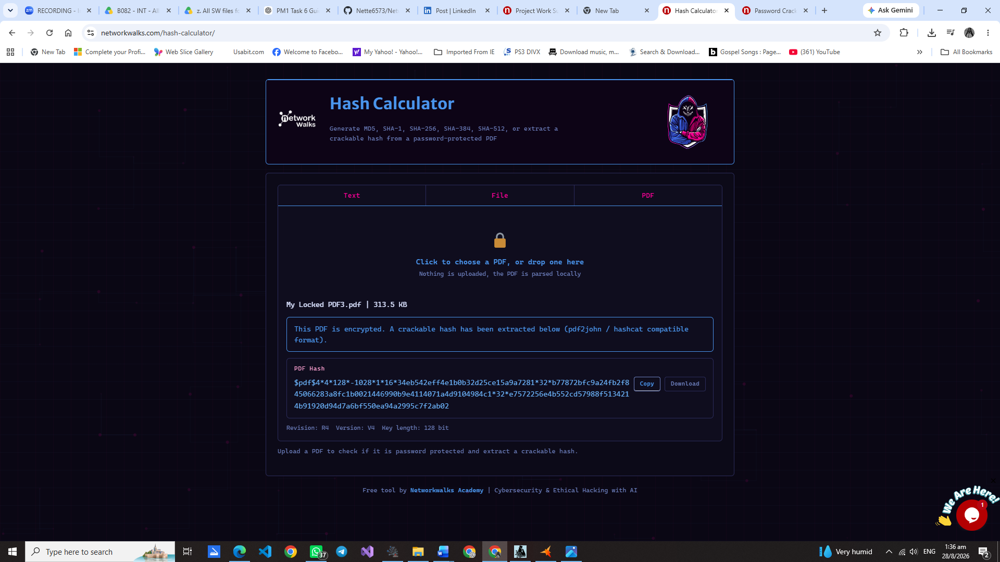 RECORDING - I
B082 - INT - All
z. All SW files fo
PM1 Task 6 Gui
Nette6573/Net
Post | LinkedIn
Project Work Su
New Tab
Hash Calculator
Password Crack
Ask Gemini
networkwalks.com/hash-calculator/
New Tab
Complete your Profi...
Web Slice Gallery
Usabit.com
Welcome to Facebo...
My Yahoo! - Yahoo!...
Imported From IE
PS3 DIVX
Download music, m...
Search & Download...
Gospel Songs : Page...
(361) YouTube
All Bookmarks
network
Walks
Hash Calculator
Generate MD5, SHA-1, SHA-256, SHA-384, SHA-512, or extract a
crackable hash from a password-protected PDF
Text
File
PDF
Click to choose a PDF, or drop one here
Nothing is uploaded, the PDF is parsed locally
My Locked PDF3.pdf | 313.5 KB
This PDF is encrypted. A crackable hash has been extracted below (pdf2john / hashcat compatible
format).
PDF Hash
$pdf$4*4*128*-1028*1*16*34eb542eff4e1b0b32d25ce15a9a7281*32*b77872bfc9a24fb2f8
45066283a8fc1b0021446990b9e4114071a4d9104984c1*32*e7572256e4b552cd57988f513421
4b91920d94d7a6bf550ea94a2995c7f2ab02
Copy
Download
Revision: R4 Version: V4 Key length: 128 bit
Upload a PDF to check if it is password protected and extract a crackable hash.
Free tool by Networkwalks Academy | Cybersecurity & Ethical Hacking with AI
We Are Here!
1
Type here to search
37
Very humid
ENG
1:36 am
28/8/2026
2